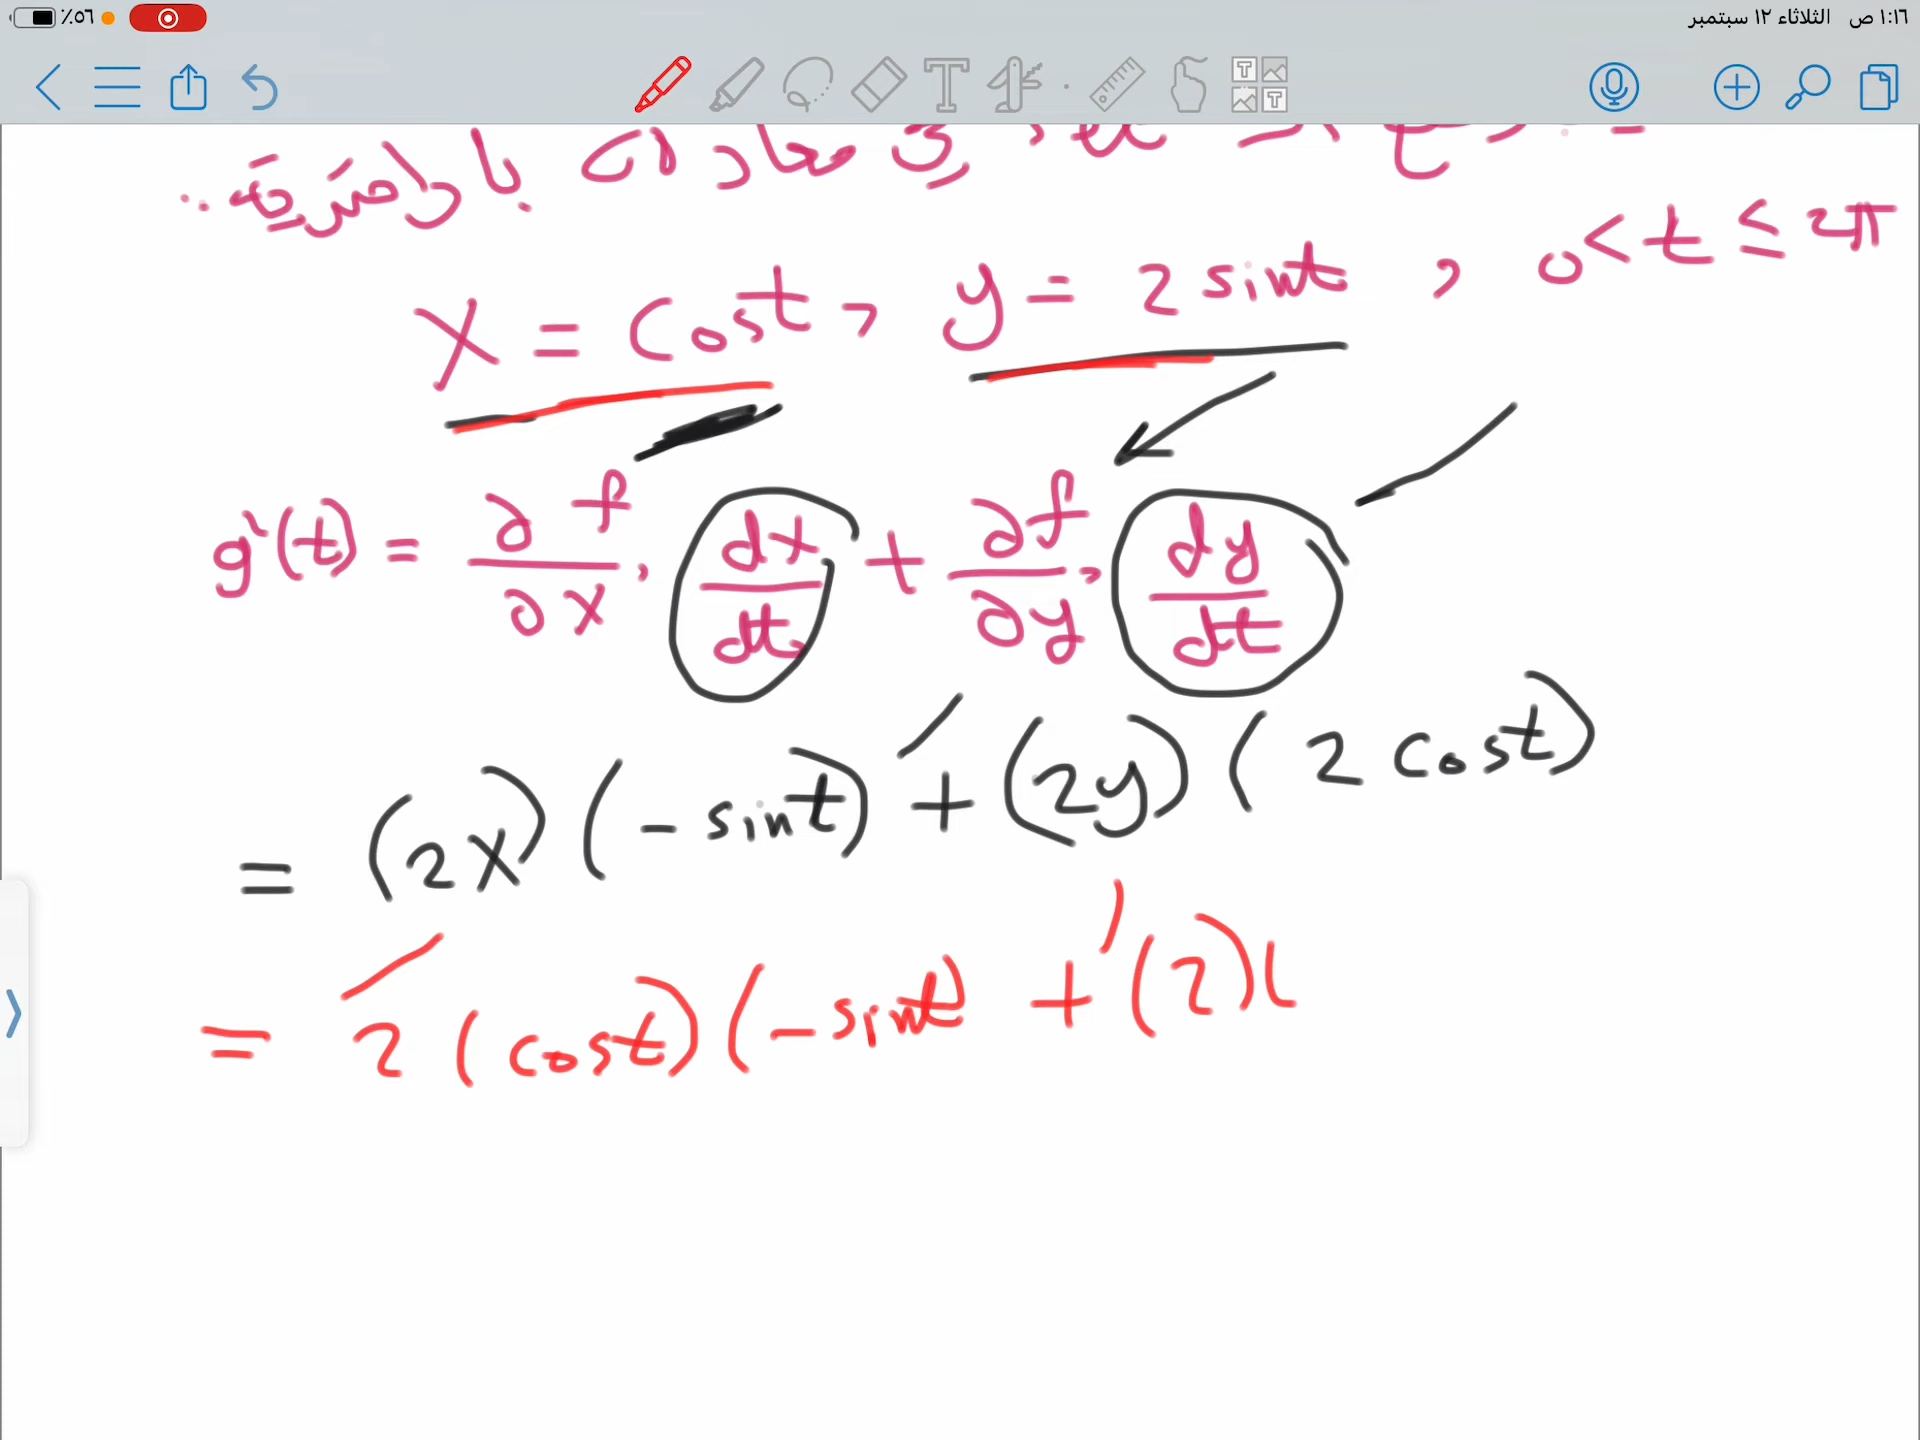 ١:١٦ ص الثلاثاء ١٢ سبتمبر ٪٥٦
معادلات بارامترية..
x = cost , y = 2 sint , 0 < t ≤ 2π
g'(t) = ∂f/∂x . dx/dt + ∂f/∂y . dy/dt
= (2x) (- sint) + (2y) (2 cost)
= 2 (cost) (- sint) + (2) (